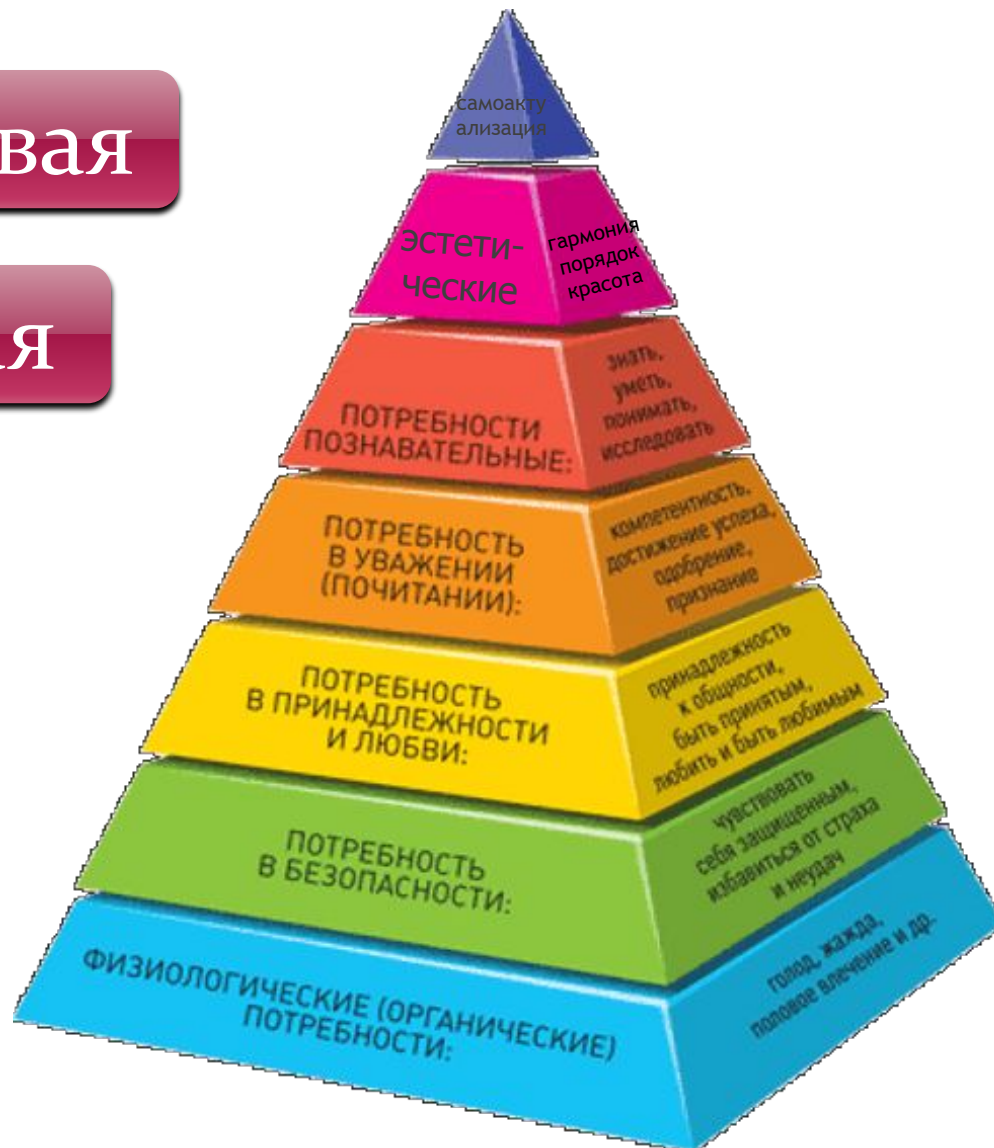 вая
я
самоакту
ализация
эстети-
ческие
гармония
порядок
красота
ПОТРЕБНОСТИ
ПОЗНАВАТЕЛЬНЫЕ:
знать,
уметь,
понимать,
исследовать
ПОТРЕБНОСТЬ
В УВАЖЕНИИ
(ПОЧИТАНИИ):
компетентность,
достижение успеха,
одобрение,
признание
ПОТРЕБНОСТЬ
В ПРИНАДЛЕЖНОСТИ
И ЛЮБВИ:
принадлежность
к общности,
быть принятым,
любить и быть любимым
ПОТРЕБНОСТЬ
В БЕЗОПАСНОСТИ:
чувствовать
себя защищенным,
избавиться от страха
и неудач
ФИЗИОЛОГИЧЕСКИЕ (ОРГАНИЧЕСКИЕ)
ПОТРЕБНОСТИ:
голод, жажда,
половое влечение и др.